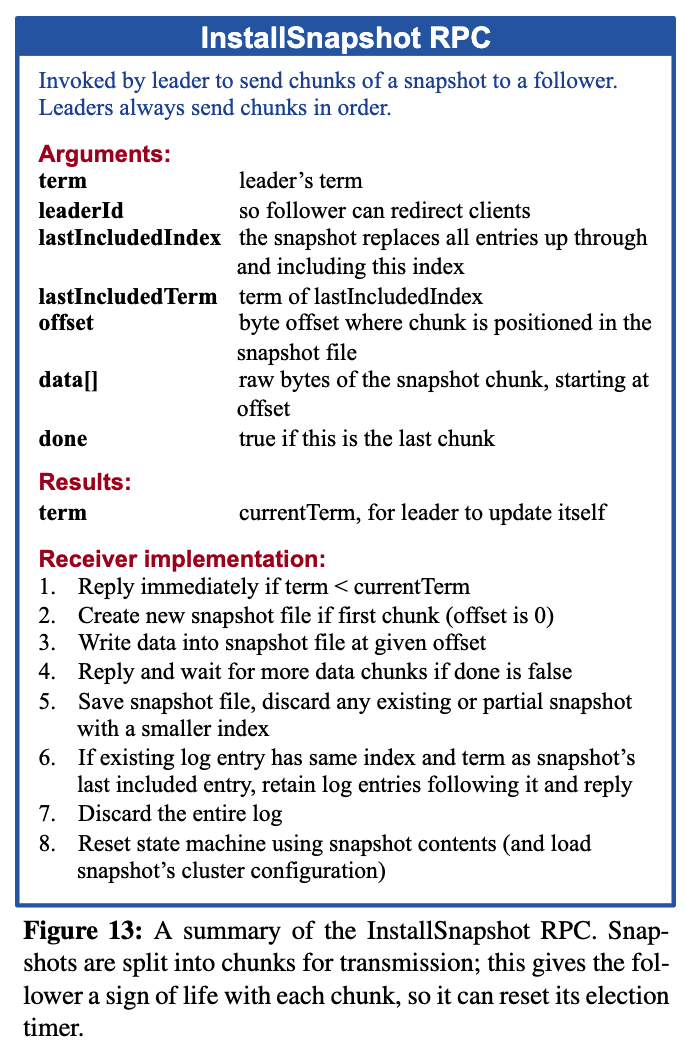 InstallSnapshot RPC
Invoked by leader to send chunks of a snapshot to a follower.
Leaders always send chunks in order.
Arguments:
term leader’s term
leaderId so follower can redirect clients
lastIncludedIndex the snapshot replaces all entries up through
and including this index
lastIncludedTerm term of lastIncludedIndex
offset byte offset where chunk is positioned in the
snapshot file
data[] raw bytes of the snapshot chunk, starting at
offset
done true if this is the last chunk
Results:
term currentTerm, for leader to update itself
Receiver implementation:
1. Reply immediately if term < currentTerm
2. Create new snapshot file if first chunk (offset is 0)
3. Write data into snapshot file at given offset
4. Reply and wait for more data chunks if done is false
5. Save snapshot file, discard any existing or partial snapshot
with a smaller index
6. If existing log entry has same index and term as snapshot’s
last included entry, retain log entries following it and reply
7. Discard the entire log
8. Reset state machine using snapshot contents (and load
snapshot’s cluster configuration)
Figure 13: A summary of the InstallSnapshot RPC. Snap-
shots are split into chunks for transmission; this gives the fol-
lower a sign of life with each chunk, so it can reset its election
timer.